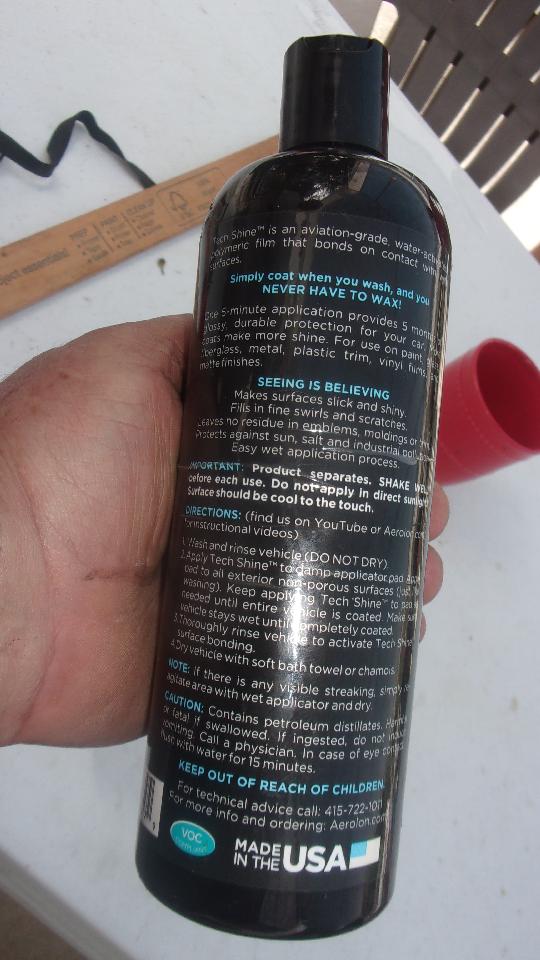 Tech Shine™ is an aviation-grade, water-
polymeric film that bonds on contact with
surfaces.
Simply coat when you wash, and you
NEVER HAVE TO WAX!
One 5-minute application provides 5
glossy, durable protection for your car,
coats make more shine. For use on paint,
fiberglass, metal, plastic trim, vinyl films,
matte finishes.
SEEING IS BELIEVING
Makes surfaces slick and shiny.
Fills in fine swirls and scratches.
Leaves no residue in emblems, moldings or
Protects against sun, salt and industrial
Easy wet application process.
IMPORTANT: Product separates. SHAKE
before each use. Do not apply in direct
Surface should be cool to the touch.
DIRECTIONS: (find us on YouTube or Aerolon.com
for instructional videos)
1. Wash and rinse vehicle (DO NOT DRY)
2. Apply Tech Shine™ to damp applicator pad.
pad to all exterior non-porous surfaces
washing). Keep applying Tech Shine™ to pad
needed until entire vehicle is coated. Make
vehicle stays wet until completely coated.
3. Thoroughly rinse vehicle to activate Tech Shine
surface bonding.
4. Dry vehicle with soft bath towel or chamois.
NOTE: If there is any visible streaking, simply
agitate area with wet applicator and dry.
CAUTION: Contains petroleum distillates.
or fatal if swallowed. If ingested, do not
vomiting. Call a physician. In case of eye
flush with water for 15 minutes.
KEEP OUT OF REACH OF CHILDREN.
For technical advice call: 415-722-1011
For more info and ordering: Aerolon.com
VOC
MADE
IN THE USA
PREP
PAINT
CLEAN UP
FSC